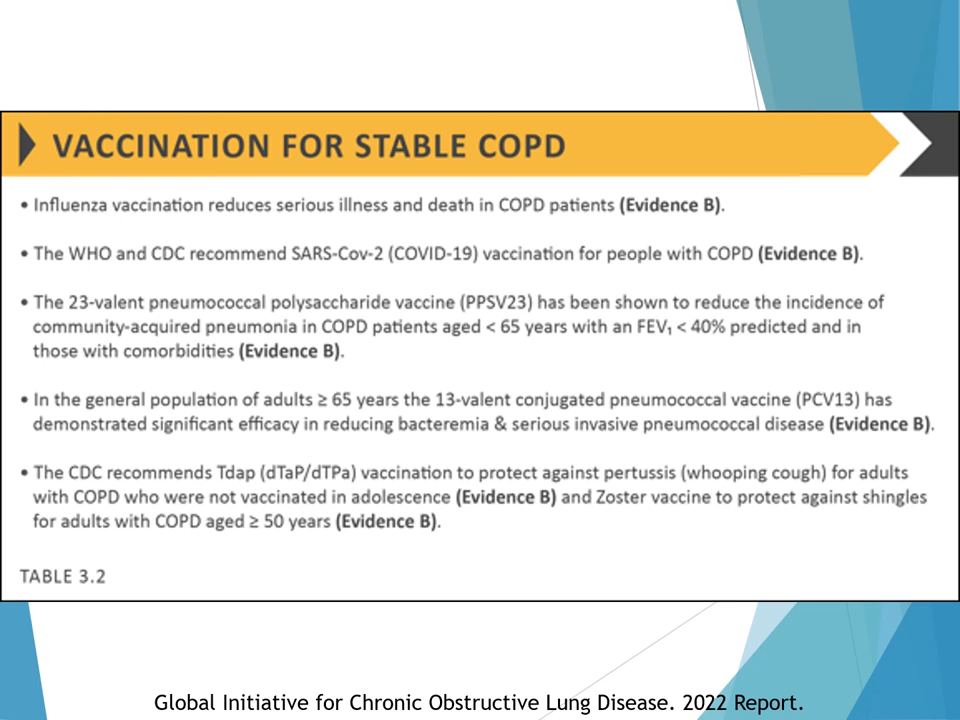 VACCINATION FOR STABLE COPD
• Influenza vaccination reduces serious illness and death in COPD patients (Evidence B).
• The WHO and CDC recommend SARS-Cov-2 (COVID-19) vaccination for people with COPD (Evidence B).
• The 23-valent pneumococcal polysaccharide vaccine (PPSV23) has been shown to reduce the incidence of
community-acquired pneumonia in COPD patients aged < 65 years with an FEV₁ < 40% predicted and in
those with comorbidities (Evidence B).
• In the general population of adults ≥ 65 years the 13-valent conjugated pneumococcal vaccine (PCV13) has
demonstrated significant efficacy in reducing bacteremia & serious invasive pneumococcal disease (Evidence B).
• The CDC recommends Tdap (dTaP/dTPa) vaccination to protect against pertussis (whooping cough) for adults
with COPD who were not vaccinated in adolescence (Evidence B) and Zoster vaccine to protect against shingles
for adults with COPD aged ≥ 50 years (Evidence B).
TABLE 3.2
Global Initiative for Chronic Obstructive Lung Disease. 2022 Report.